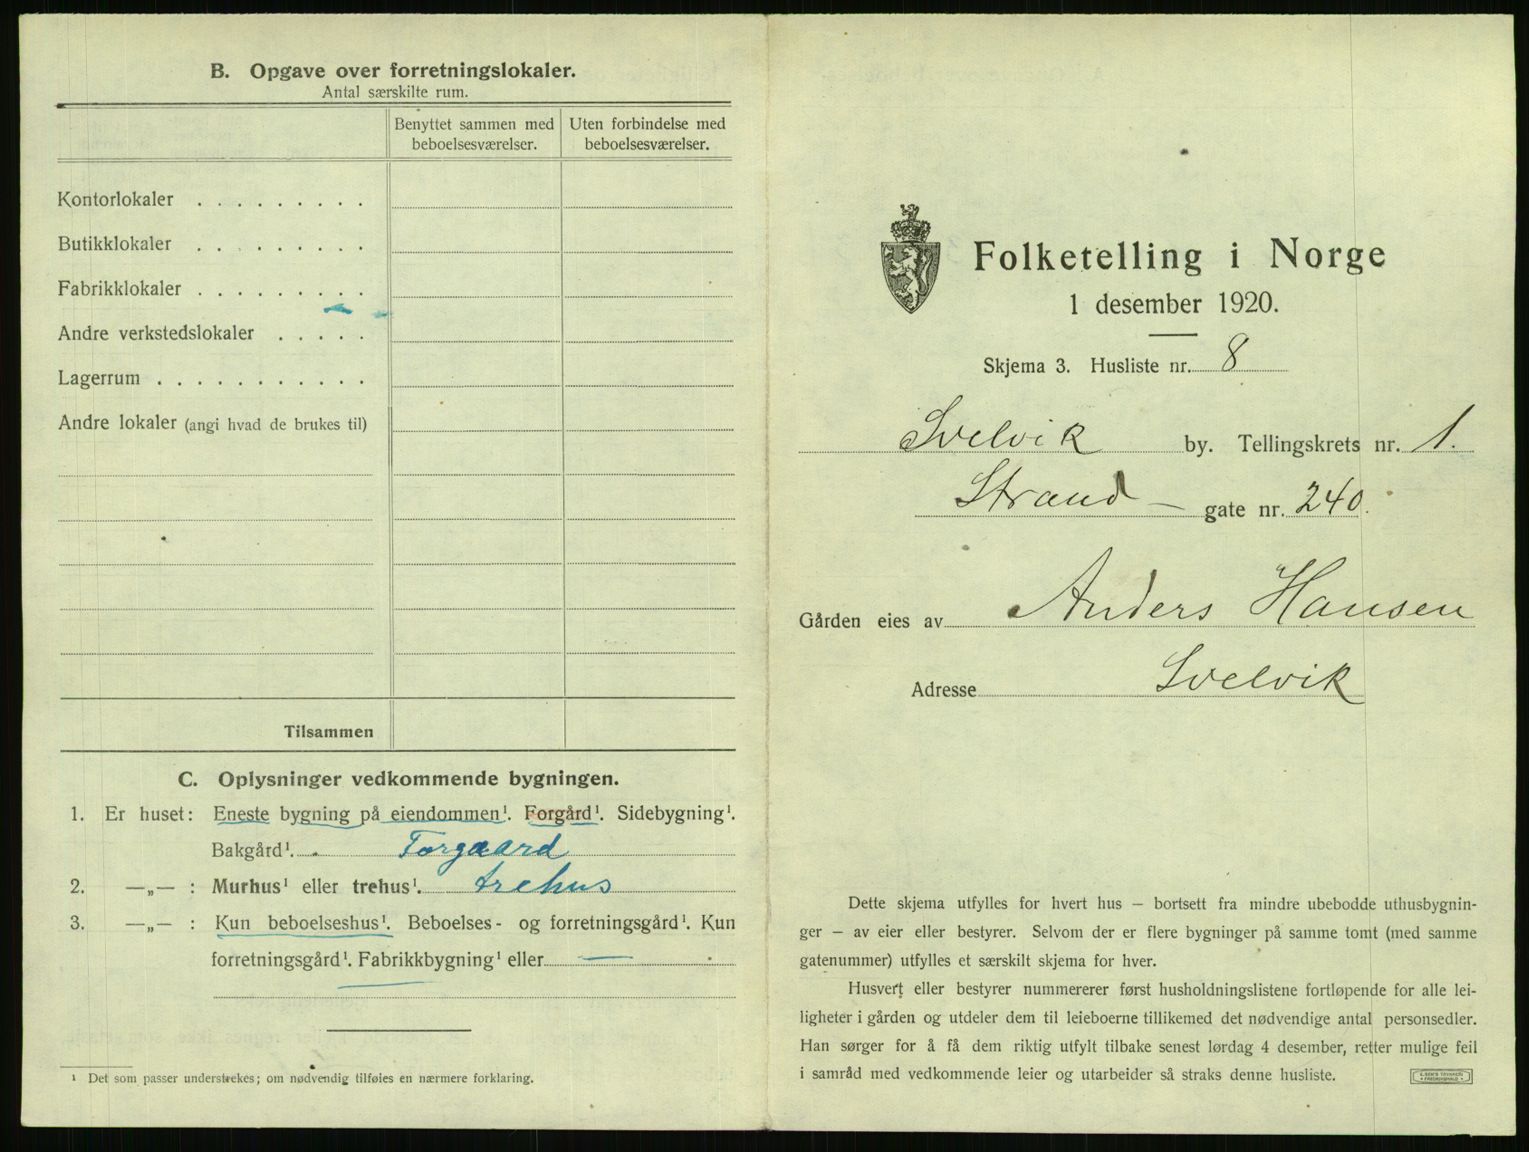 B. Opgave over forretningslokaler.
Antal særskilte rum.
Benyttet sammen med beboelsesværelser.
Uten forbindelse med beboelsesværelser.
Kontorlokaler . . . . . . . . .
Butikklokaler . . . . . . . . .
Fabrikklokaler . . . . . . . . .
Andre verkstedslokaler . . . . .
Lagerrum . . . . . . . . . . .
Andre lokaler (angi hvad de brukes til)
Tilsammen
C. Oplysninger vedkommende bygningen.
1. Er huset: Eneste bygning på eiendommen¹. Forgård¹. Sidebygning¹.
Bakgård¹. Forgaard
2. —„— : Murhus¹ eller trehus¹. trehus
3. —„— : Kun beboelseshus¹. Beboelses- og forretningsgård¹. Kun
forretningsgård¹. Fabrikkbygning¹ eller —
¹ Det som passer understrekes; om nødvendig tilføies en nærmere forklaring.
Folketelling i Norge
1 desember 1920.
Skjema 3. Husliste nr. 8
Svelvik by. Tellingskrets nr. 1.
Strand — gate nr. 240.
Gården eies av Anders Hansen
Adresse Svelvik
Dette skjema utfylles for hvert hus – bortsett fra mindre ubebodde uthusbygnin-
ger – av eier eller bestyrer. Selvom der er flere bygninger på samme tomt (med samme
gatenummer) utfylles et særskilt skjema for hver.
Husvert eller bestyrer nummererer først husholdningslistene fortløpende for alle lei-
ligheter i gården og utdeler dem til leieboerne tillikemed det nødvendige antal personsedler.
Han sørger for å få dem riktig utfylt tilbake senest lørdag 4 desember, retter mulige feil
i samråd med vedkommende leier og utarbeider så straks denne husliste.